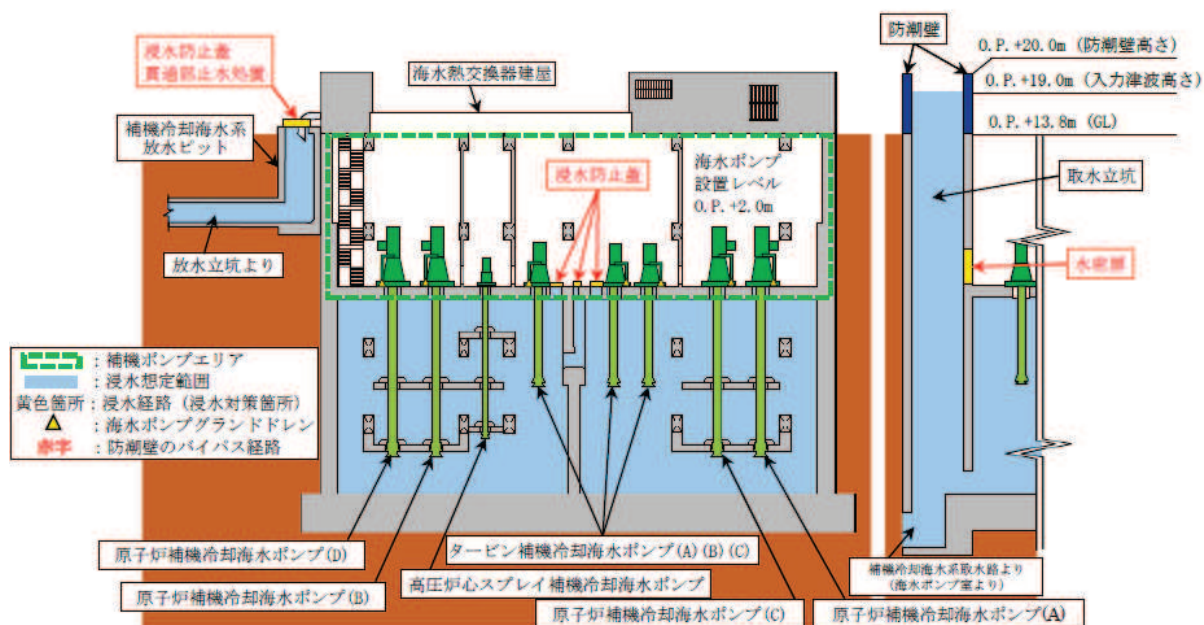 浸水防止蓋
貫通部止水処置
海水熱交換器建屋
防潮壁
O.P.+20.0m (防潮壁高さ)
O.P.+19.0m (入力津波高さ)
O.P.+13.8m (GL)
補機冷却海水系
放水ピット
浸水防止蓋
海水ポンプ
設置レベル
O.P.+2.0m
取水立坑
放水立坑より
水密扉
：補機ポンプエリア
：浸水想定範囲
黄色箇所：浸水経路（浸水対策箇所）
：海水ポンプグランドドレン
赤字：防潮壁のバイパス経路
原子炉補機冷却海水ポンプ(D)
タービン補機冷却海水ポンプ(A)(B)(C)
補機冷却海水系取水路より
(海水ポンプ室より)
原子炉補機冷却海水ポンプ(B)
高圧炉心スプレイ補機冷却海水ポンプ
原子炉補機冷却海水ポンプ(C)
原子炉補機冷却海水ポンプ(A)